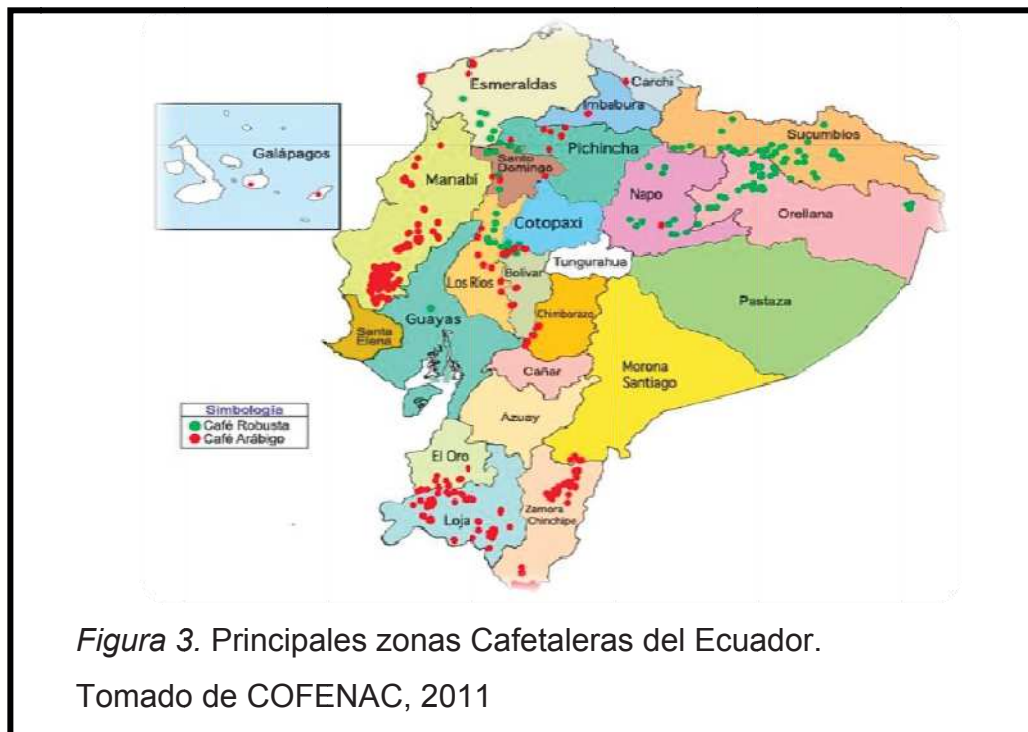 Esmeraldas
Carchi
Imbabura
Sucumbios
Galápagos
Pichincha
Santo
Domingo
Manabí
Napo
Orellana
Cotopaxi
Tungurahua
Los Ríos
Bolívar
Pastaza
Guayas
Chimborazo
Santa
Elena
Morona
Santiago
Cañar
Simbología
Café Robusta
Café Arábigo
Azuay
El Oro
Zamora
Chinchipe
Loja
Figura 3. Principales zonas Cafetaleras del Ecuador.
Tomado de COFENAC, 2011